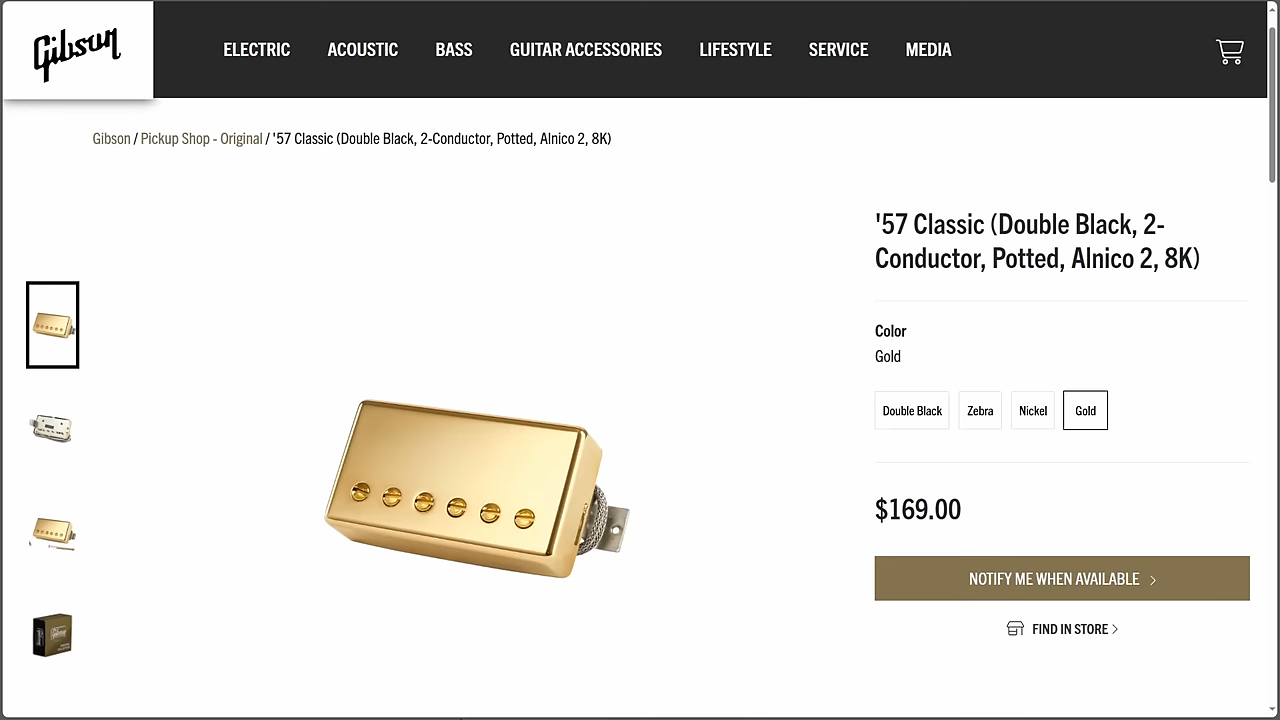 Gibson
ELECTRIC ACOUSTIC BASS GUITAR ACCESSORIES LIFESTYLE SERVICE MEDIA
Gibson / Pickup Shop - Original / '57 Classic (Double Black, 2-Conductor, Potted, Alnico 2, 8K)
'57 Classic (Double Black, 2-
Conductor, Potted, Alnico 2, 8K)
Color
Gold
Double Black Zebra Nickel Gold
$169.00
NOTIFY ME WHEN AVAILABLE
FIND IN STORE